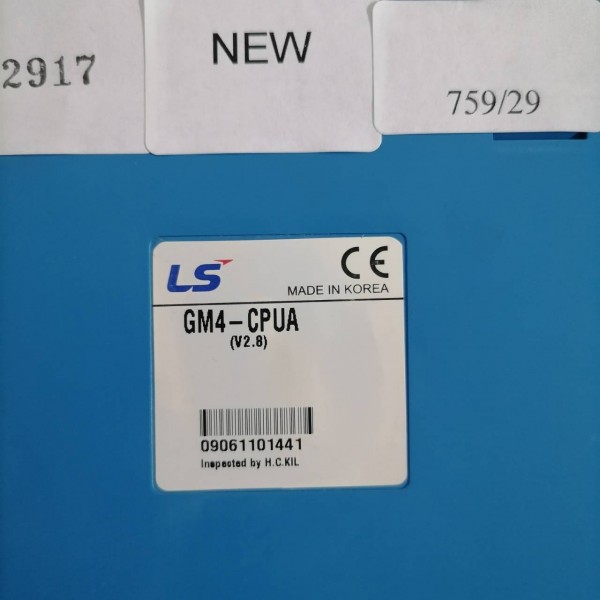 2917
NEW
759/29
LS
CE
MADE IN KOREA
GM4-CPUA
(V2.8)
09061101441
Inspected by H.C.KIL